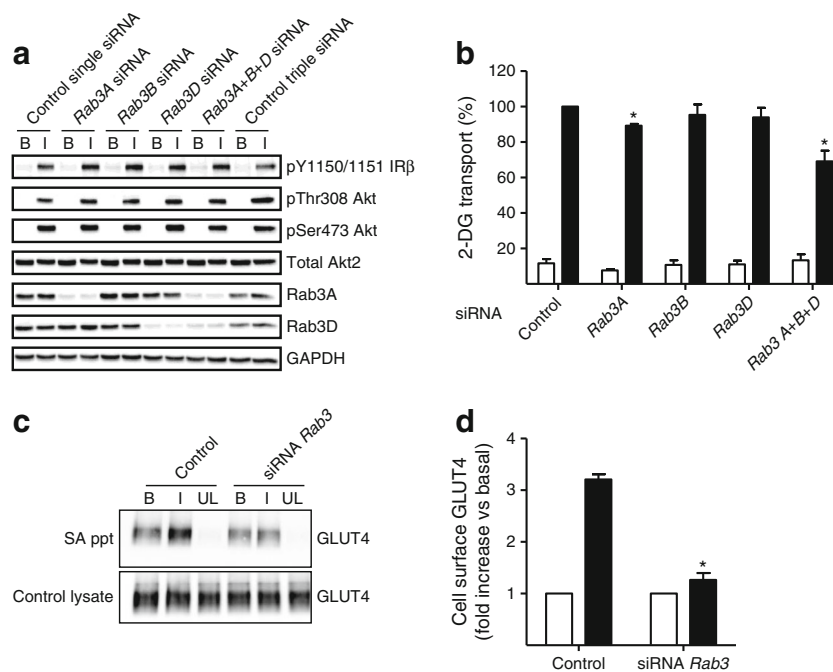 a
Control single siRNA
Rab3A siRNA
Rab3B siRNA
Rab3D siRNA
Rab3A+B+D siRNA
Control triple siRNA
B I B I B I B I B I B I
pY1150/1151 IRβ
pThr308 Akt
pSer473 Akt
Total Akt2
Rab3A
Rab3D
GAPDH
b
2-DG transport (%)
120
100
80
60
40
20
*
*
siRNA
Control
Rab3A
Rab3B
Rab3D
Rab3 A+B+D
c
Control
siRNA Rab3
B I UL B I UL
SA ppt
GLUT4
Control lysate
GLUT4
d
Cell surface GLUT4
(fold increase vs basal)
4
3
2
1
*
Control
siRNA Rab3